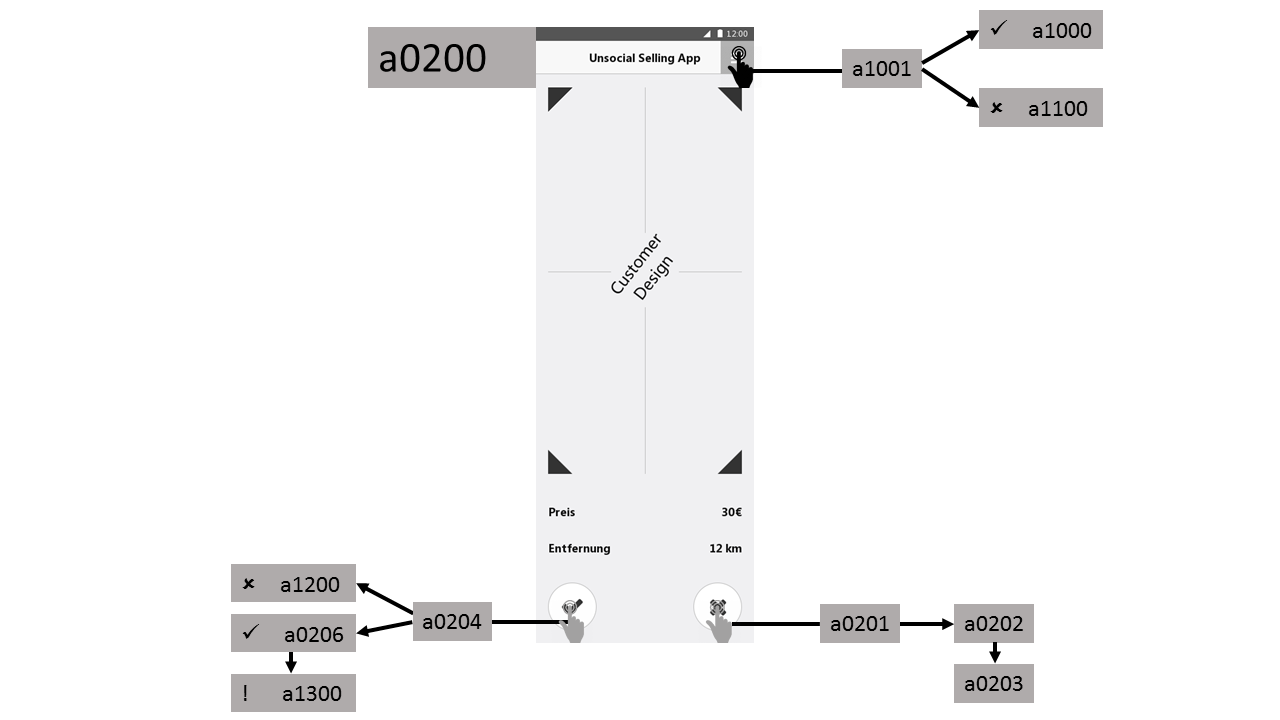 a0200
12:00
Unsocial Selling App
a1001
✓ a1000
✘ a1100
Customer
Design
Preis 30€
Entfernung 12 km
✘ a1200
a0204
✓ a0206
! a1300
a0201
a0202
a0203